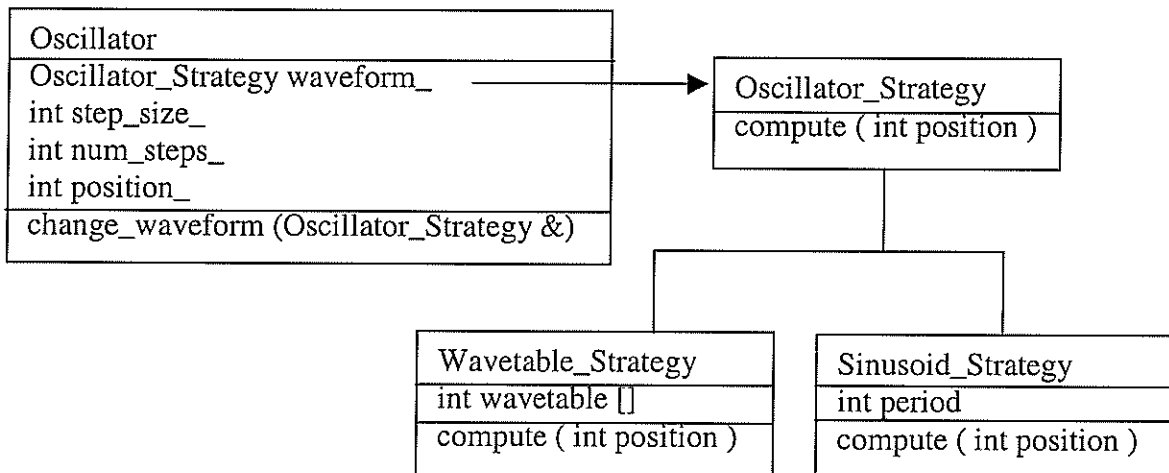 Oscillator
Oscillator_Strategy waveform_
int step_size_
int num_steps_
int position_
change_waveform (Oscillator_Strategy &)
Oscillator_Strategy
compute ( int position )
Wavetable_Strategy
int wavetable []
compute ( int position )
Sinusoid_Strategy
int period
compute ( int position )